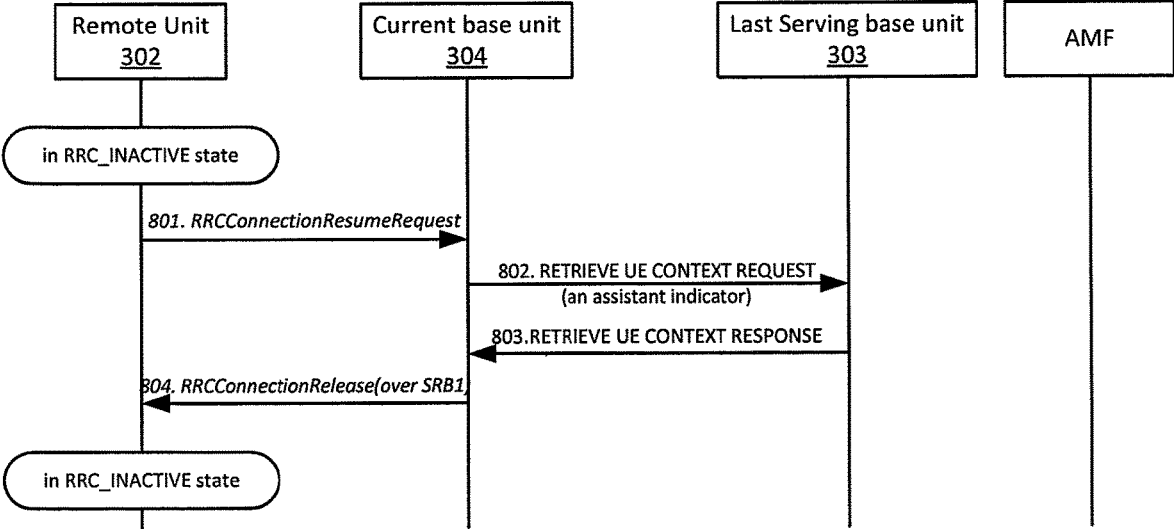 Remote Unit
302
Current base unit
304
Last Serving base unit
303
AMF
in RRC_INACTIVE state
801. RRCConnectionResumeRequest
802. RETRIEVE UE CONTEXT REQUEST
(an assistant indicator)
803.RETRIEVE UE CONTEXT RESPONSE
804. RRCConnectionRelease(over SRB1)
in RRC_INACTIVE state